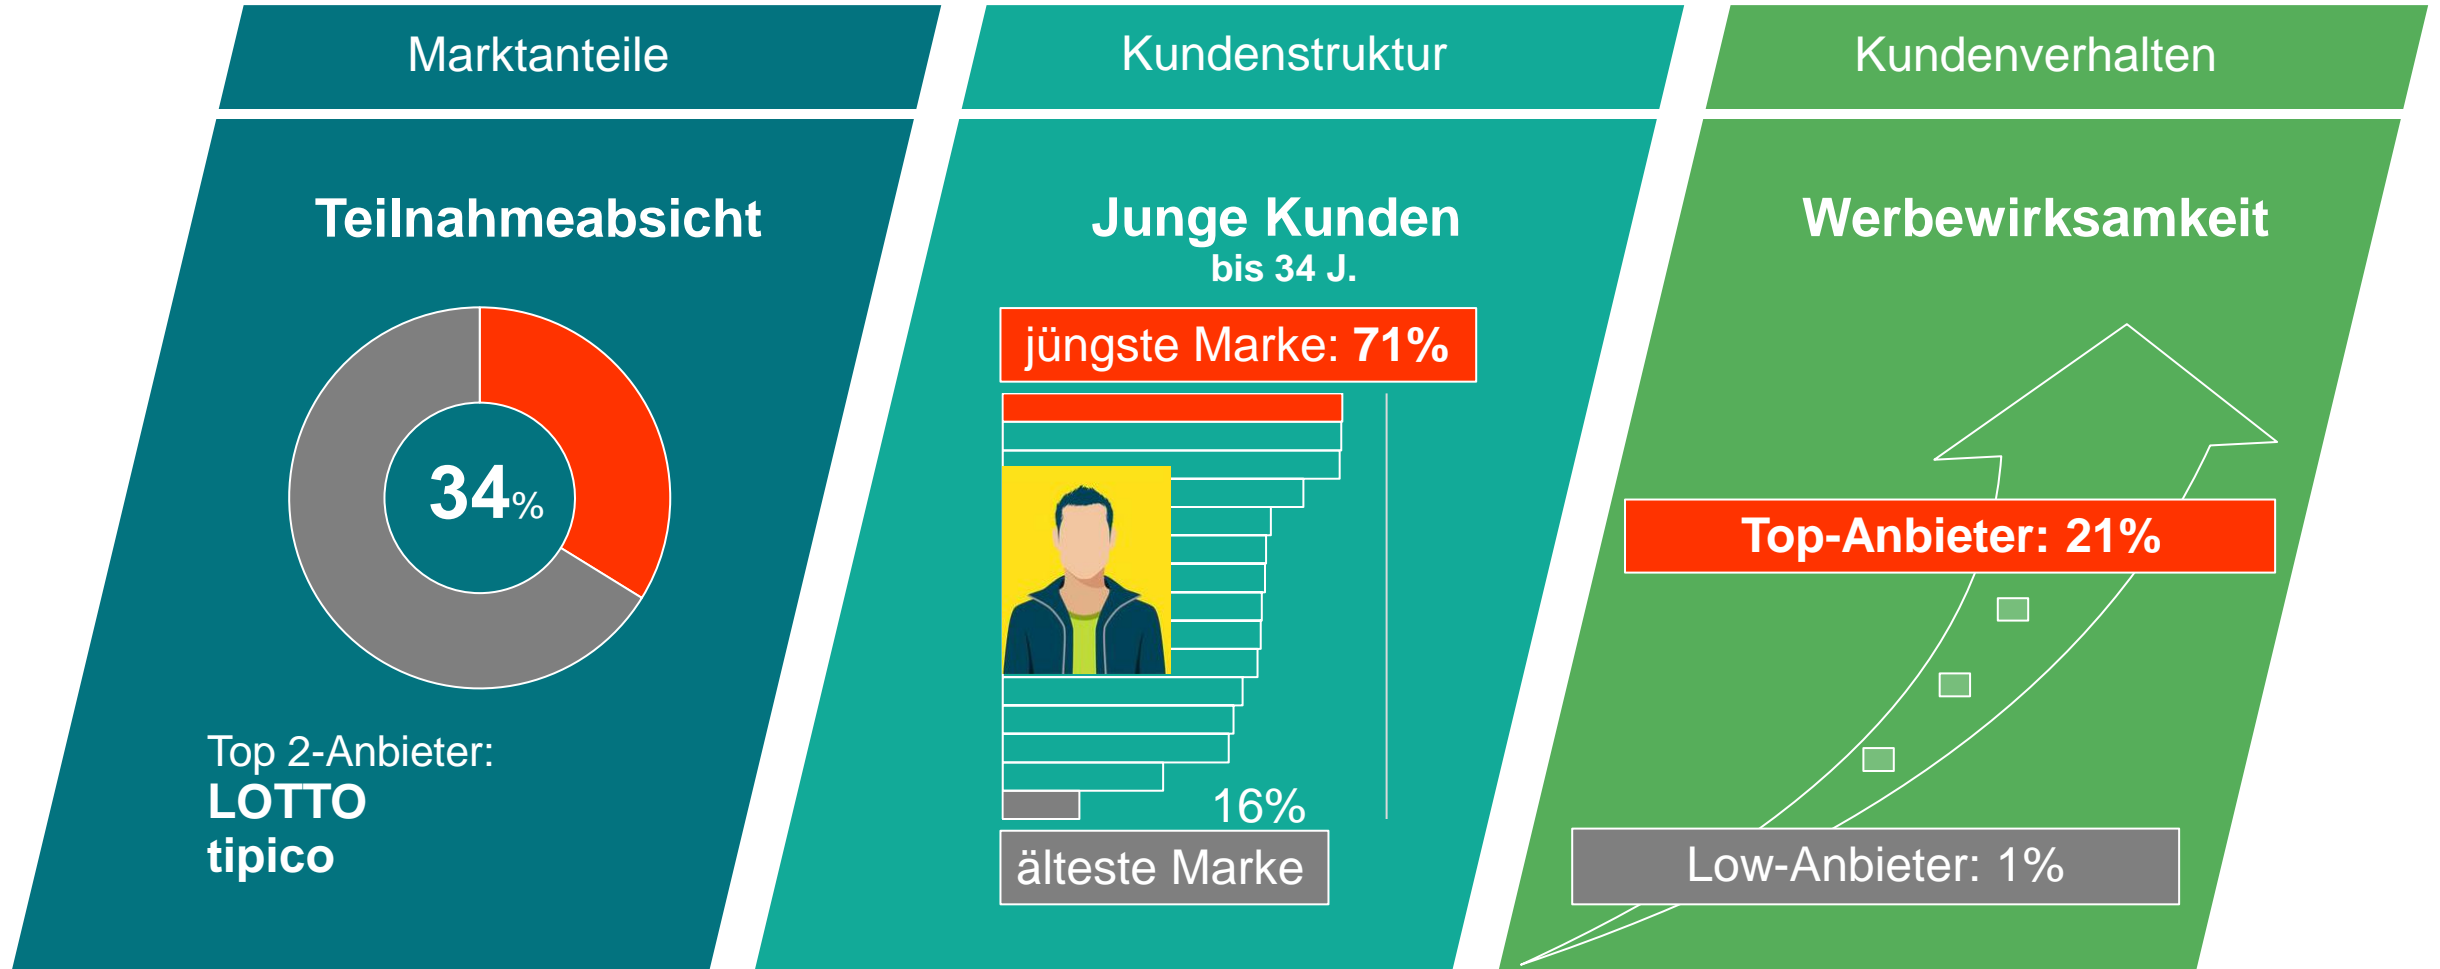 Marktanteile
Teilnahmeabsicht
34%
Top 2-Anbieter:
LOTTO
tipico
Kundenstruktur
Junge Kunden
bis 34 J.
jüngste Marke: 71%
16%
älteste Marke
Kundenverhalten
Werbewirksamkeit
Top-Anbieter: 21%
Low-Anbieter: 1%